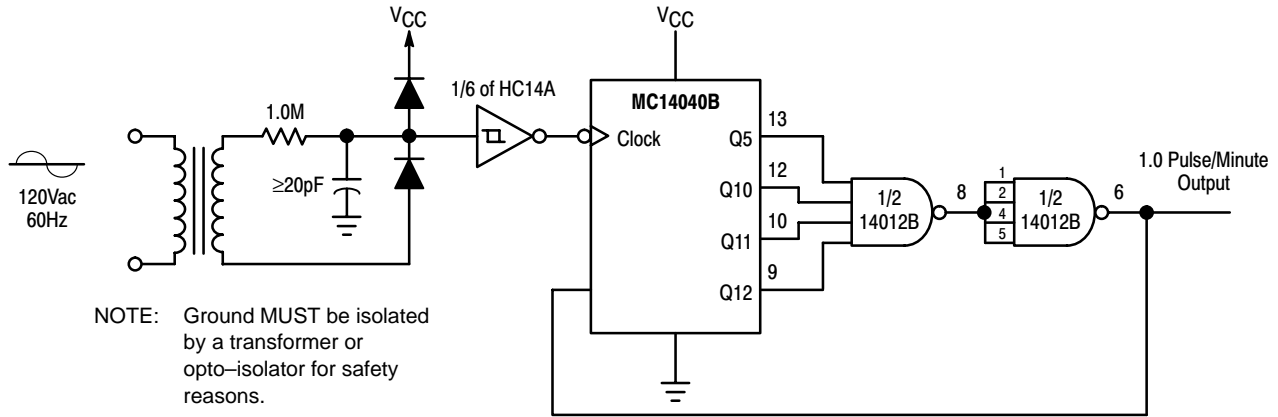 VCC
VCC
1/6 of HC14A
MC14040B
1.0M
Clock
≥20pF
120Vac
60Hz
Q5
13
Q10
12
Q11
10
Q12
9
1/2
14012B
8
1
2
4
5
1/2
14012B
6
1.0 Pulse/Minute
Output
NOTE: Ground MUST be isolated
by a transformer or
opto–isolator for safety
reasons.